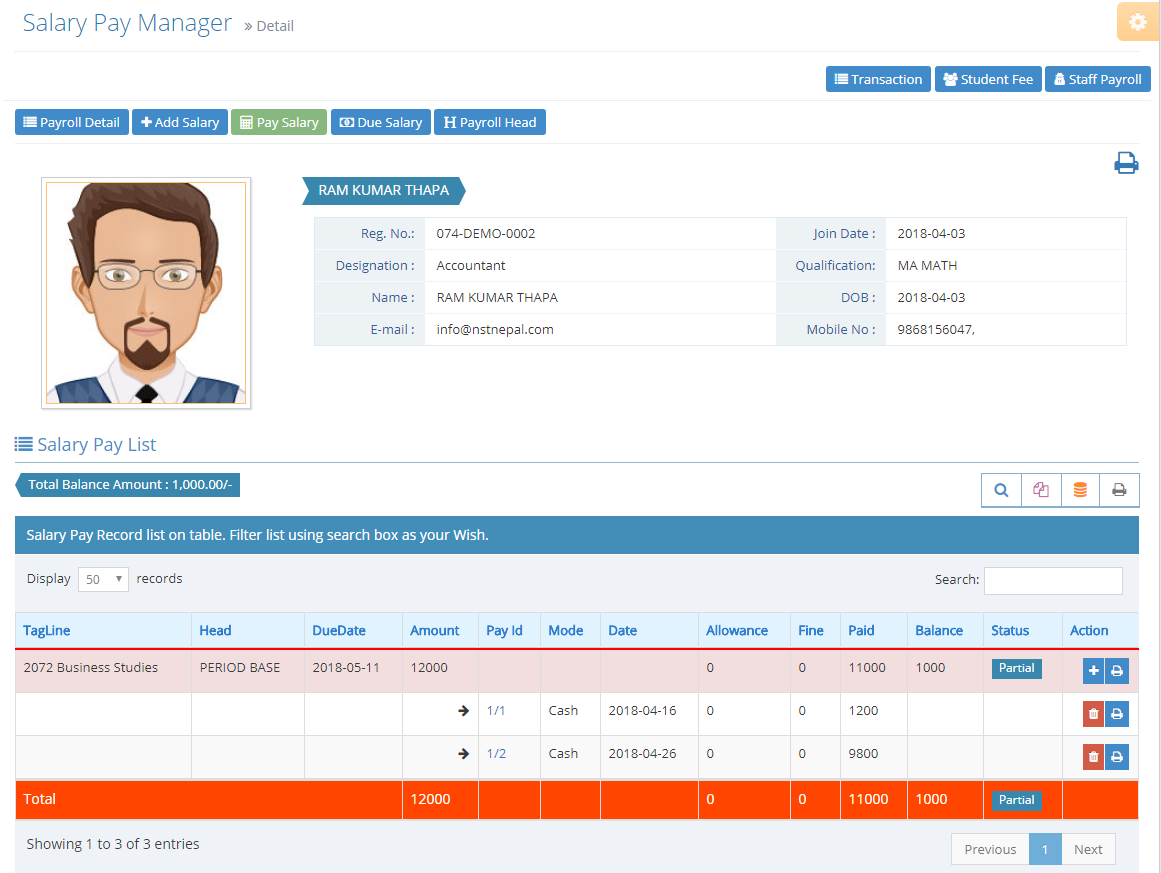 Salary Pay Manager » Detail
Transaction Student Fee Staff Payroll
Payroll Detail Add Salary Pay Salary Due Salary Payroll Head
RAM KUMAR THAPA
Reg. No.: 074-DEMO-0002 Join Date : 2018-04-03
Designation : Accountant Qualification: MA MATH
Name : RAM KUMAR THAPA DOB : 2018-04-03
E-mail : info@nstnepal.com Mobile No : 9868156047,
Salary Pay List
Total Balance Amount : 1,000.00/-
Salary Pay Record list on table. Filter list using search box as your Wish.
Display 50 records Search:
TagLine Head DueDate Amount Pay Id Mode Date Allowance Fine Paid Balance Status Action
2072 Business Studies PERIOD BASE 2018-05-11 12000 0 0 11000 1000 Partial
1/1 Cash 2018-04-16 0 0 1200
1/2 Cash 2018-04-26 0 0 9800
Total 12000 0 0 11000 1000 Partial
Showing 1 to 3 of 3 entries
Previous 1 Next